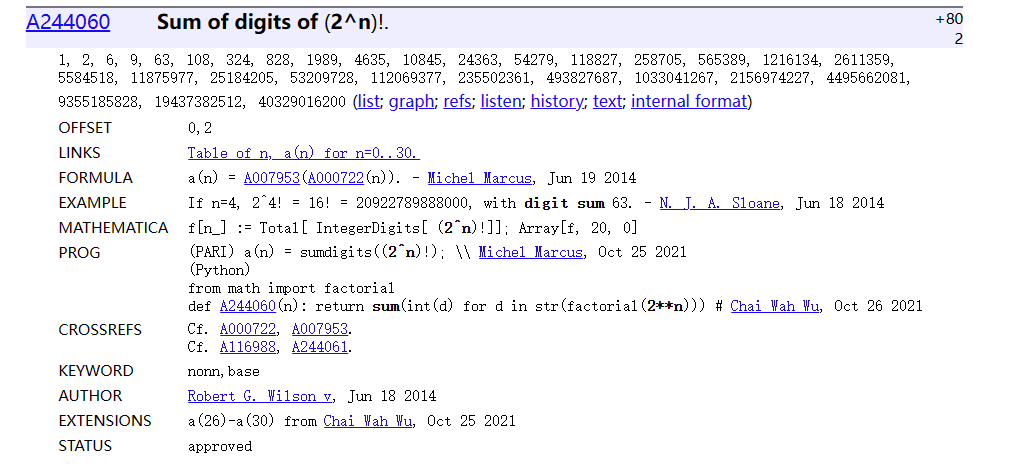 A244060 Sum of digits of (2^n)!. +80
2
1, 2, 6, 9, 63, 108, 324, 828, 1989, 4635, 10845, 24363, 54279, 118827, 258705, 565389, 1216134, 2611359,
5584518, 11875977, 25184205, 53209728, 112069377, 235502361, 493827687, 1033041267, 2156974227, 4495662081,
9355185828, 19437382512, 40329016200 (list; graph; refs; listen; history; text; internal format)
OFFSET 0,2
LINKS Table of n, a(n) for n=0..30.
FORMULA a(n) = A007953(A000722(n)). - Michel Marcus, Jun 19 2014
EXAMPLE If n=4, 2^4! = 16! = 20922789888000, with digit sum 63. - N. J. A. Sloane, Jun 18 2014
MATHEMATICA f[n_] := Total[ IntegerDigits[ (2^n)!]]; Array[f, 20, 0]
PROG (PARI) a(n) = sumdigits((2^n)!); \\ Michel Marcus, Oct 25 2021
(Python)
from math import factorial
def A244060(n): return sum(int(d) for d in str(factorial(2**n))) # Chai Wah Wu, Oct 26 2021
CROSSREFS Cf. A000722, A007953.
Cf. A116988, A244061.
KEYWORD nonn,base
AUTHOR Robert G. Wilson v, Jun 18 2014
EXTENSIONS a(26)-a(30) from Chai Wah Wu, Oct 25 2021
STATUS approved